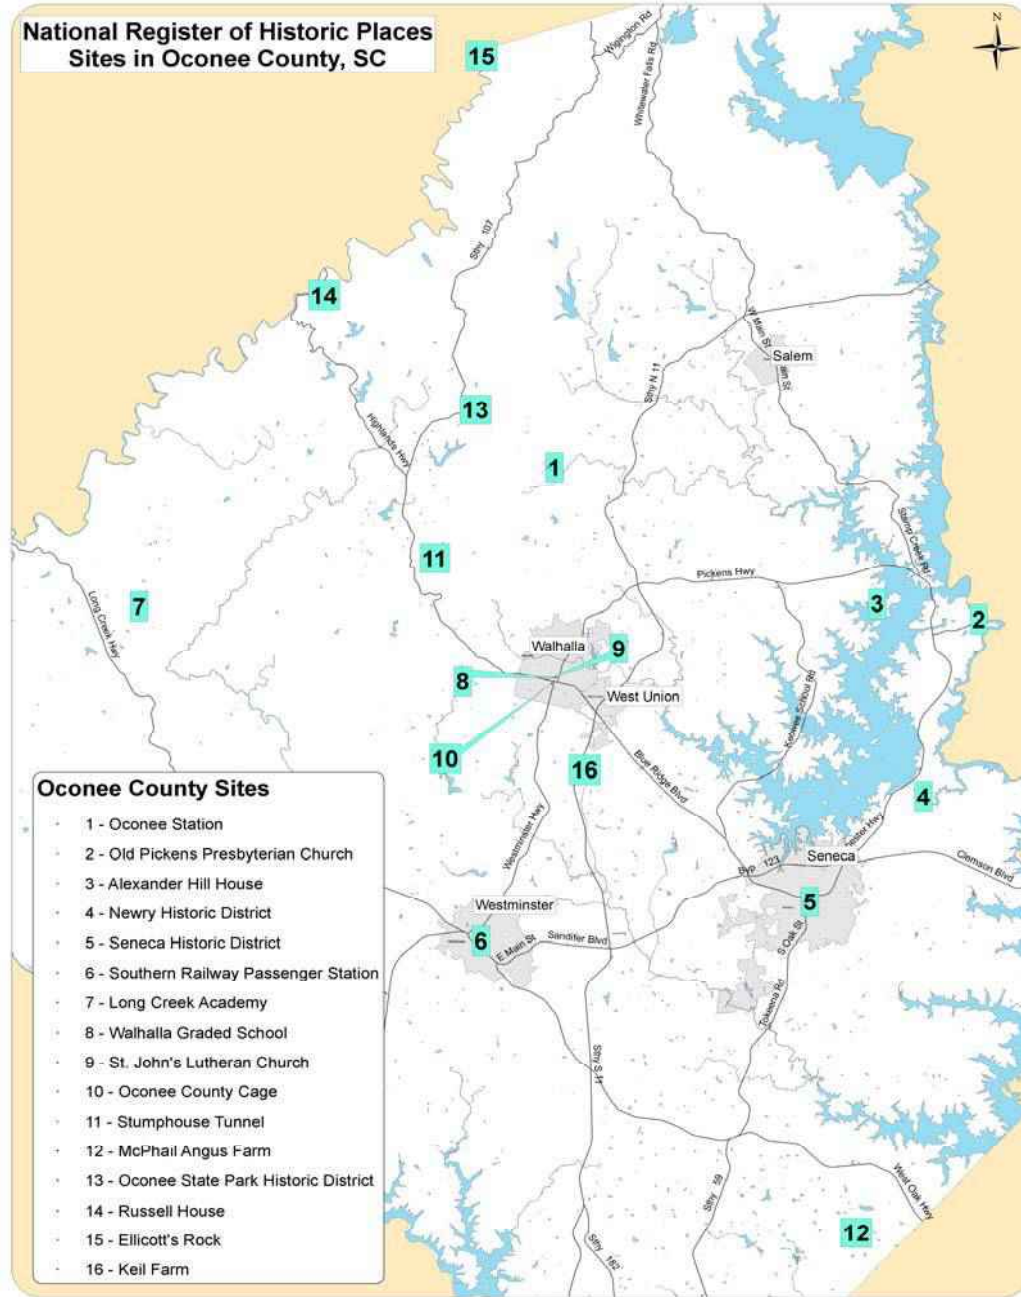 National Register of Historic Places
Sites in Oconee County, SC
N
15
Wigington Rd
Whitewater Falls Rd
Sthy 107
14
W Main St
Salem
Sthy N 11
13
Highlands Hwy
1
Stamp Creek Rd
11
Pickens Hwy
7
3
2
Long Creek Hwy
Walhalla
9
8
West Union
Keowee School Rd
10
16
Blue Ridge Blvd
4
Oconee County Sites
1 - Oconee Station
2 - Old Pickens Presbyterian Church
3 - Alexander Hill House
4 - Newry Historic District
5 - Seneca Historic District
6 - Southern Railway Passenger Station
7 - Long Creek Academy
8 - Walhalla Graded School
9 - St. John's Lutheran Church
10 - Oconee County Cage
11 - Stumphouse Tunnel
12 - McPhail Angus Farm
13 - Oconee State Park Historic District
14 - Russell House
15 - Ellicott's Rock
16 - Keil Farm
Westminster Hwy
Seneca
Byp 123
Clemson Blvd
Westminster
5
6
E Main St
Sandifer Blvd
S Oak St
Tokeena Rd
Sthy S 11
West Oak Hwy
Sthy 59
12
Sthy 182